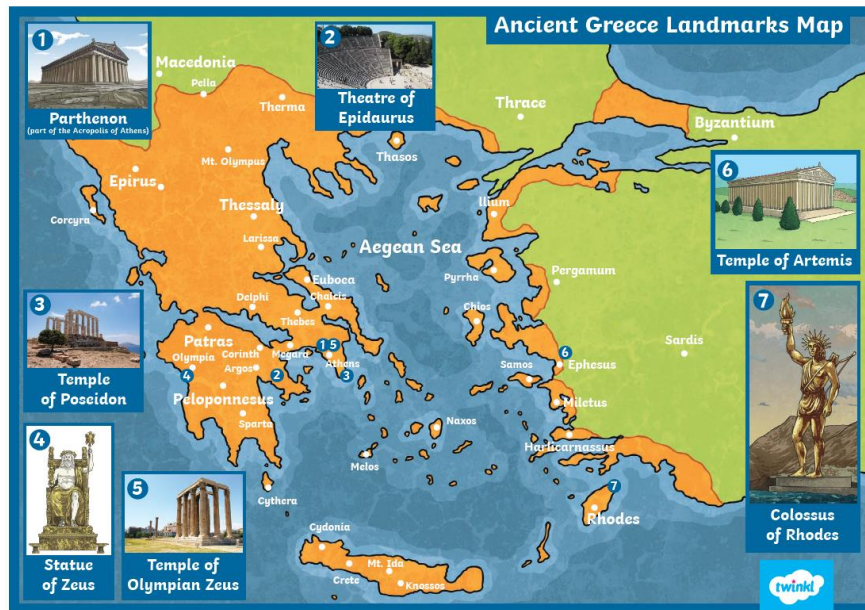 Ancient Greece Landmarks Map
1
Parthenon
(part of the Acropolis of Athens)
2
Theatre of
Epidaurus
3
Temple
of Poseidon
4
Statue
of Zeus
5
Temple of
Olympian Zeus
6
Temple of Artemis
7
Colossus
of Rhodes
Macedonia
Pella
Therma
Thrace
Byzantium
Thasos
Mt. Olympus
Epirus
Corcyra
Thessaly
Larissa
Illium
Aegean Sea
Pyrrha
Pergamum
Euboea
Chalcis
Delphi
Thebes
Chios
Sardis
Patras
Olympia
Corinth
Megara
Argos
1 5
Athens
4
2
3
Peloponnesus
Sparta
6
Ephesus
Samos
Miletus
Naxos
Harlicarnassus
Melos
Cythera
7
Rhodes
Cydonia
Mt. Ida
Crete
Knossos
twinkl